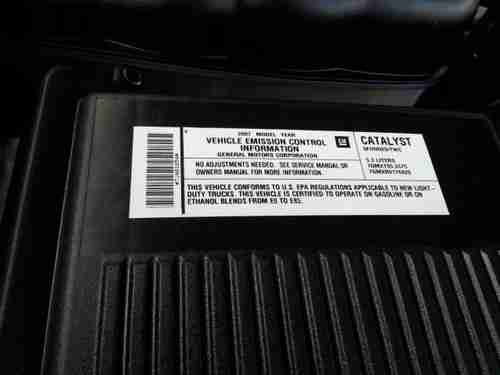 2007 MODEL YEAR
VEHICLE EMISSION CONTROL
INFORMATION
GENERAL MOTORS CORPORATION
GM
NO ADJUSTMENTS NEEDED. SEE SERVICE MANUAL OR
OWNERS MANUAL FOR MORE INFORMATION.
CATALYST
5.3 LITERS
THIS VEHICLE CONFORMS TO U.S. EPA REGULATIONS APPLICABLE TO NEW LIGHT-
DUTY TRUCKS. THIS VEHICLE IS CERTIFIED TO OPERATE ON GASOLINE OR ON
ETHANOL BLENDS FROM E0 TO E85.